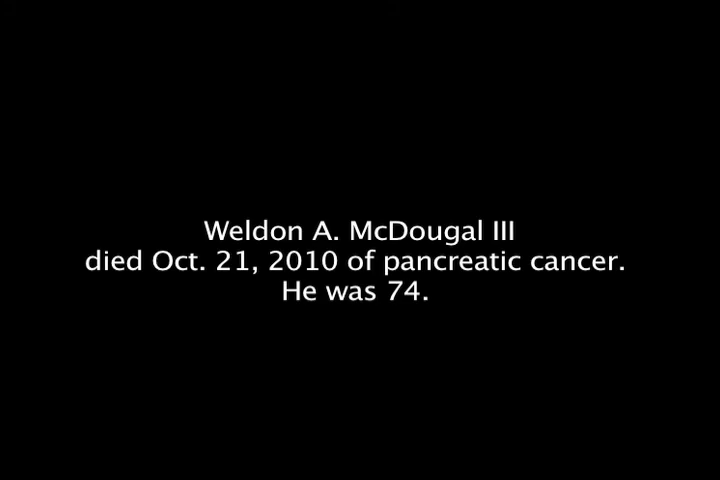 Weldon A. McDougal III
died Oct. 21, 2010 of pancreatic cancer.
He was 74.